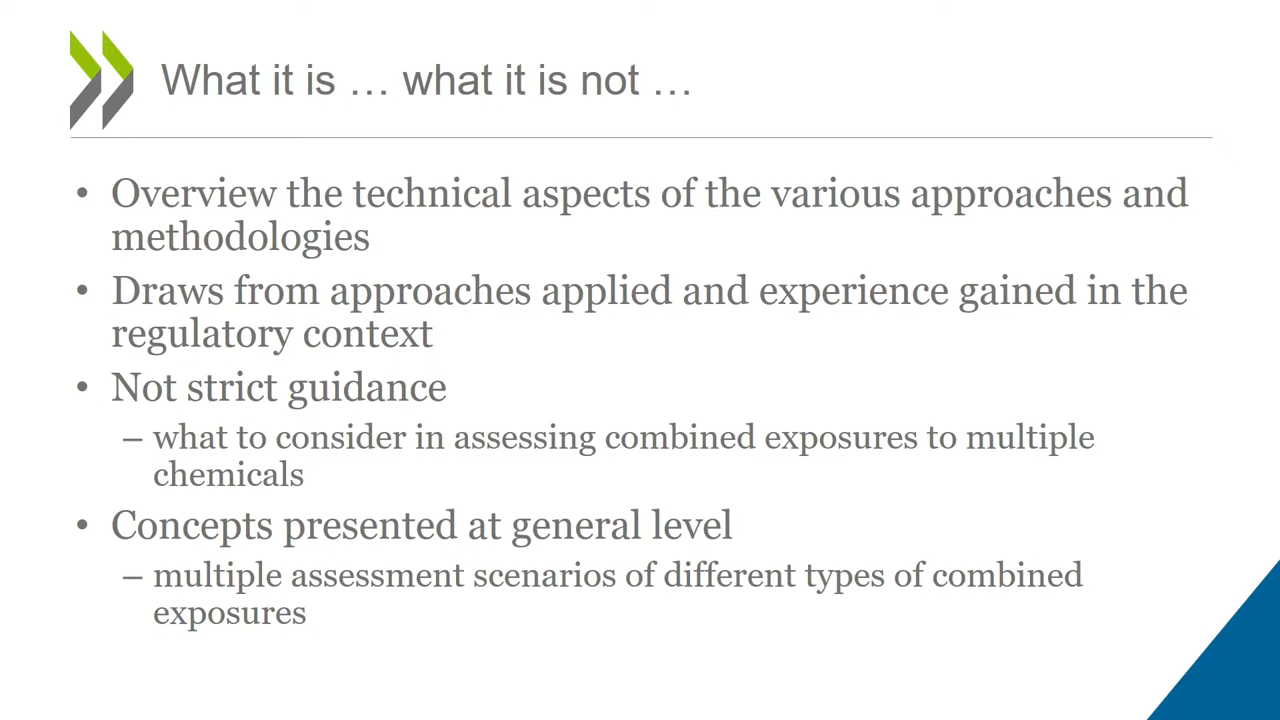 What it is … what it is not …
• Overview the technical aspects of the various approaches and
methodologies
• Draws from approaches applied and experience gained in the
regulatory context
• Not strict guidance
– what to consider in assessing combined exposures to multiple
chemicals
• Concepts presented at general level
– multiple assessment scenarios of different types of combined
exposures